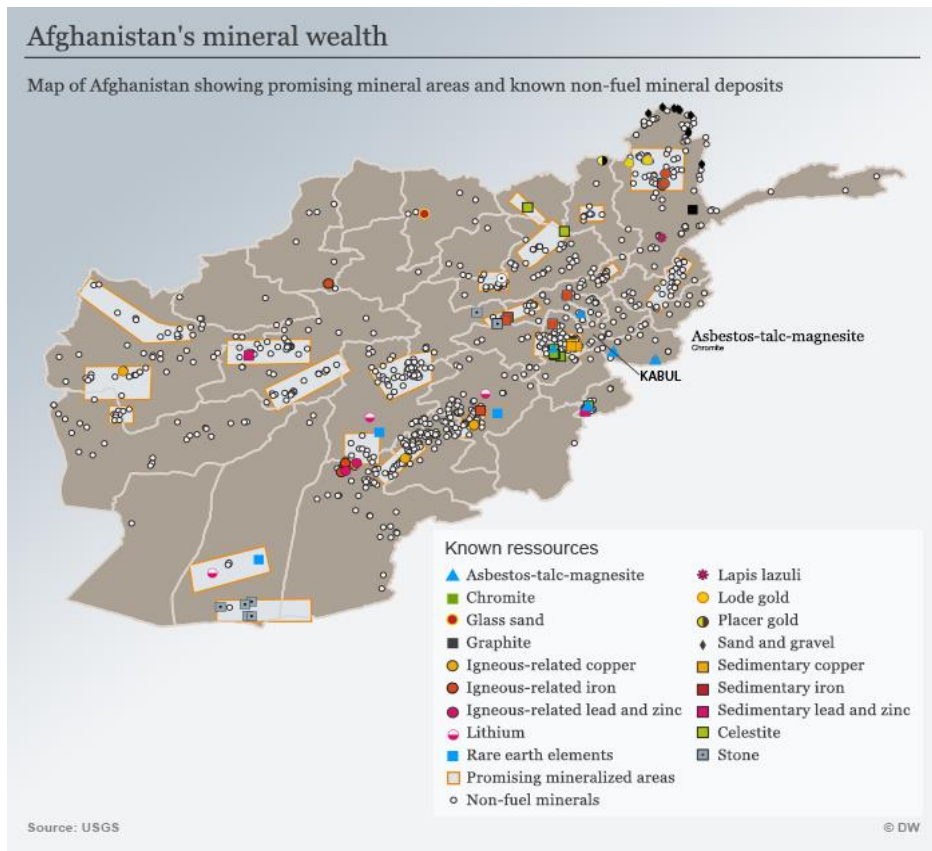 Afghanistan's mineral wealth
Map of Afghanistan showing promising mineral areas and known non-fuel mineral deposits
Asbestos-talc-magnesite
Chromite
KABUL
Known ressources
Asbestos-talc-magnesite
Chromite
Glass sand
Graphite
Igneous-related copper
Igneous-related iron
Igneous-related lead and zinc
Lithium
Rare earth elements
Promising mineralized areas
Non-fuel minerals
Lapis lazuli
Lode gold
Placer gold
Sand and gravel
Sedimentary copper
Sedimentary iron
Sedimentary lead and zinc
Celestite
Stone
Source: USGS
© DW